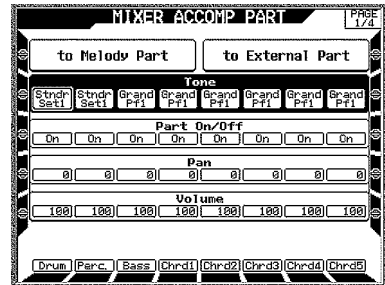 MIXER ACCOMP PART
PAGE
1/4
to Melody Part to External Part
Tone
Stndr Stndr Grand Grand Grand Grand Grand Grand
Set1 Set1 Pf1 Pf1 Pf1 Pf1 Pf1 Pf1
Part On/Off
On On On On On On On On
Pan
0 0 0 0 0 0 0 0
Volume
100 100 100 100 100 100 100 100
Drum Perc. Bass Chrd1 Chrd2 Chrd3 Chrd4 Chrd5